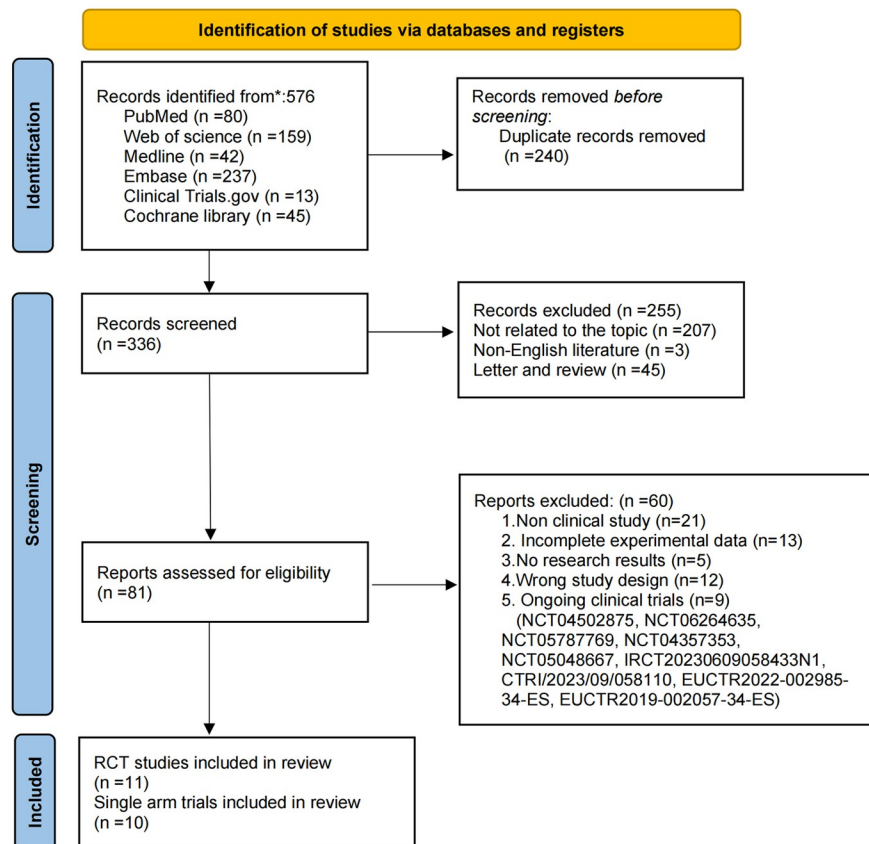 Identification of studies via databases and registers
Identification
Records identified from*:576
PubMed (n =80)
Web of science (n =159)
Medline (n =42)
Embase (n =237)
Clinical Trials.gov (n =13)
Cochrane library (n =45)
Records removed before
screening:
Duplicate records removed
(n =240)
Screening
Records screened
(n =336)
Records excluded (n =255)
Not related to the topic (n =207)
Non-English literature (n =3)
Letter and review (n =45)
Reports assessed for eligibility
(n =81)
Reports excluded: (n =60)
1.Non clinical study (n=21)
2. Incomplete experimental data (n=13)
3.No research results (n=5)
4.Wrong study design (n=12)
5. Ongoing clinical trials (n=9)
(NCT04502875, NCT06264635,
NCT05787769, NCT04357353,
NCT05048667, IRCT20230609058433N1,
CTRI/2023/09/058110, EUCTR2022-002985-
34-ES, EUCTR2019-002057-34-ES)
Included
RCT studies included in review
(n =11)
Single arm trials included in review
(n =10)